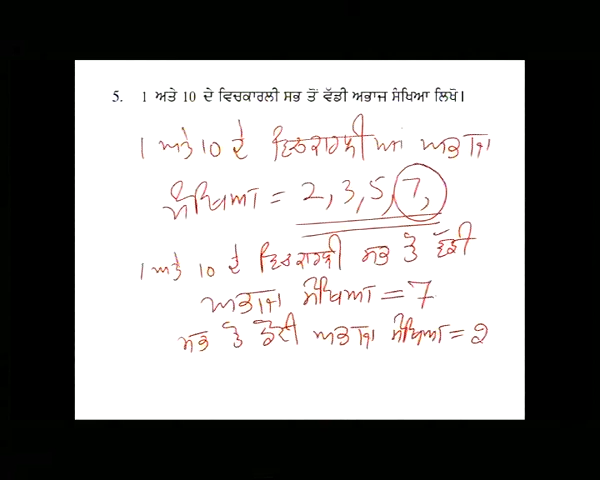 5. 1 ਅਤੇ 10 ਦੇ ਵਿਚਕਾਰਲੀ ਸਭ ਤੋਂ ਵੱਡੀ ਅਭਾਜ ਸੰਖਿਆ ਲਿਖੋ।
1 ਅਤੇ 10 ਦੇ ਵਿਚਕਾਰਲੀਆਂ ਅਭਾਜ
ਸੰਖਿਆ = 2, 3, 5, 7,
1 ਅਤੇ 10 ਦੇ ਵਿਚਕਾਰਲੀ ਸਭ ਤੋਂ ਵੱਡੀ
ਅਭਾਜ ਸੰਖਿਆ = 7
ਸਭ ਤੋਂ ਛੋਟੀ ਅਭਾਜ ਸੰਖਿਆ = 2